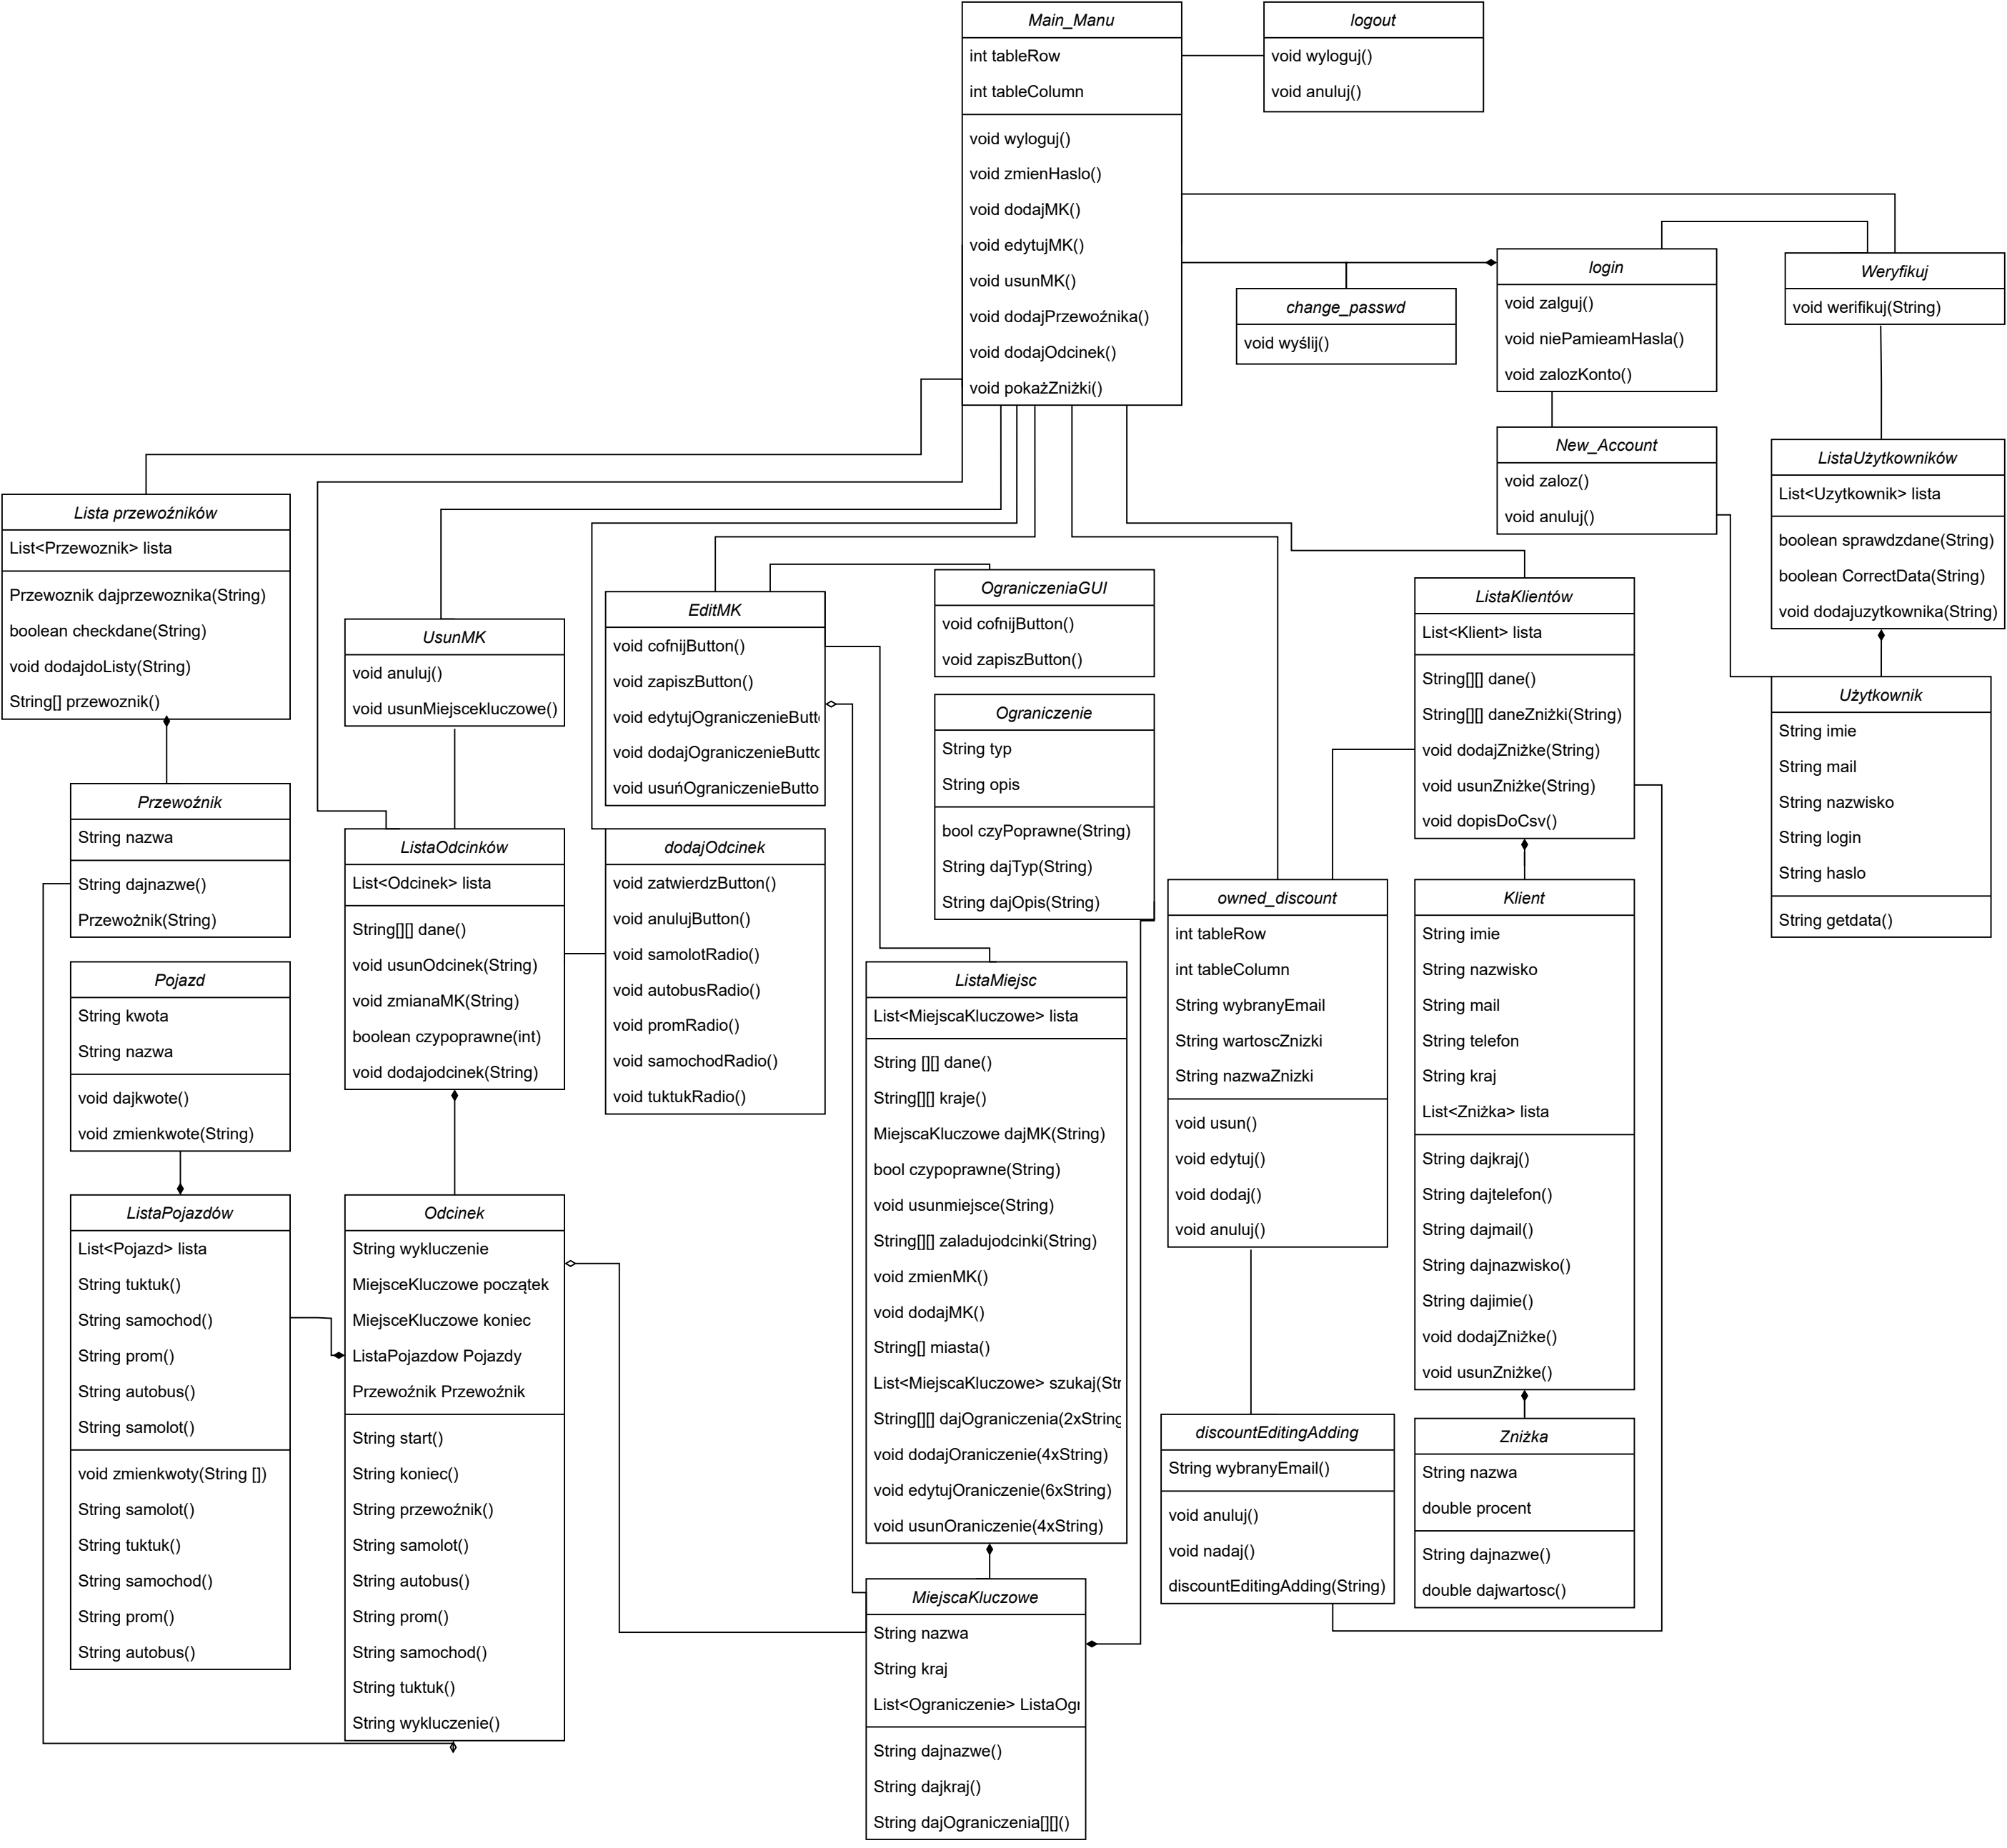 Main_Manu
int tableRow
int tableColumn
void wyloguj()
void zmienHaslo()
void dodajMK()
void edytujMK()
void usunMK()
void dodajPrzewoźnika()
void dodajOdcinek()
void pokażZniżki()
logout
void wyloguj()
void anuluj()
change_passwd
void wyślij()
login
void zalguj()
void niePamieamHasla()
void zalozKonto()
Weryfikuj
void werifikuj(String)
New_Account
void zaloz()
void anuluj()
ListaUżytkowników
List<Uzytkownik> lista
boolean sprawdzdane(String)
boolean CorrectData(String)
void dodajuzytkownika(String)
Lista przewoźników
List<Przewoznik> lista
Przewoznik dajprzewoznika(String)
boolean checkdane(String)
void dodajdoListy(String)
String[] przewoznik()
UsunMK
void anuluj()
void usunMiejscekluczowe()
EditMK
void cofnijButton()
void zapiszButton()
void edytujOgraniczenieButt
void dodajOgraniczenieButtc
void usuńOgraniczenieButto
OgraniczeniaGUI
void cofnijButton()
void zapiszButton()
Ograniczenie
String typ
String opis
bool czyPoprawne(String)
String dajTyp(String)
String dajOpis(String)
ListaKlientów
List<Klient> lista
String[][] dane()
String[][] daneZniżki(String)
void dodajZniżke(String)
void usunZniżke(String)
void dopisDoCsv()
Użytkownik
String imie
String mail
String nazwisko
String login
String haslo
String getdata()
Przewoźnik
String nazwa
String dajnazwe()
Przewożnik(String)
ListaOdcinków
List<Odcinek> lista
String[][] dane()
void usunOdcinek(String)
void zmianaMK(String)
boolean czypoprawne(int)
void dodajodcinek(String)
dodajOdcinek
void zatwierdzButton()
void anulujButton()
void samolotRadio()
void autobusRadio()
void promRadio()
void samochodRadio()
void tuktukRadio()
owned_discount
int tableRow
int tableColumn
String wybranyEmail
String wartoscZnizki
String nazwaZnizki
void usun()
void edytuj()
void dodaj()
void anuluj()
Klient
String imie
String nazwisko
String mail
String telefon
String kraj
List<Zniżka> lista
String dajkraj()
String dajtelefon()
String dajmail()
String dajnazwisko()
String dajimie()
void dodajZniżke()
void usunZniżke()
Pojazd
String kwota
String nazwa
void dajkwote()
void zmienkwote(String)
ListaMiejsc
List<MiejscaKluczowe> lista
String [][] dane()
String[][] kraje()
MiejscaKluczowe dajMK(String)
bool czypoprawne(String)
void usunmiejsce(String)
String[][] zaladujodcinki(String)
void zmienMK()
void dodajMK()
String[] miasta()
List<MiejscaKluczowe> szukaj(Str
String[][] dajOgraniczenia(2xString
void dodajOraniczenie(4xString)
void edytujOraniczenie(6xString)
void usunOraniczenie(4xString)
ListaPojazdów
List<Pojazd> lista
String tuktuk()
String samochod()
String prom()
String autobus()
String samolot()
void zmienkwoty(String [])
String samolot()
String tuktuk()
String samochod()
String prom()
String autobus()
Odcinek
String wykluczenie
MiejsceKluczowe początek
MiejsceKluczowe koniec
ListaPojazdow Pojazdy
Przewoźnik Przewoźnik
String start()
String koniec()
String przewoźnik()
String samolot()
String autobus()
String prom()
String samochod()
String tuktuk()
String wykluczenie()
discountEditingAdding
String wybranyEmail()
void anuluj()
void nadaj()
discountEditingAdding(String)
Zniżka
String nazwa
double procent
String dajnazwe()
double dajwartosc()
MiejscaKluczowe
String nazwa
String kraj
List<Ograniczenie> ListaOgr
String dajnazwe()
String dajkraj()
String dajOgraniczenia[][]()